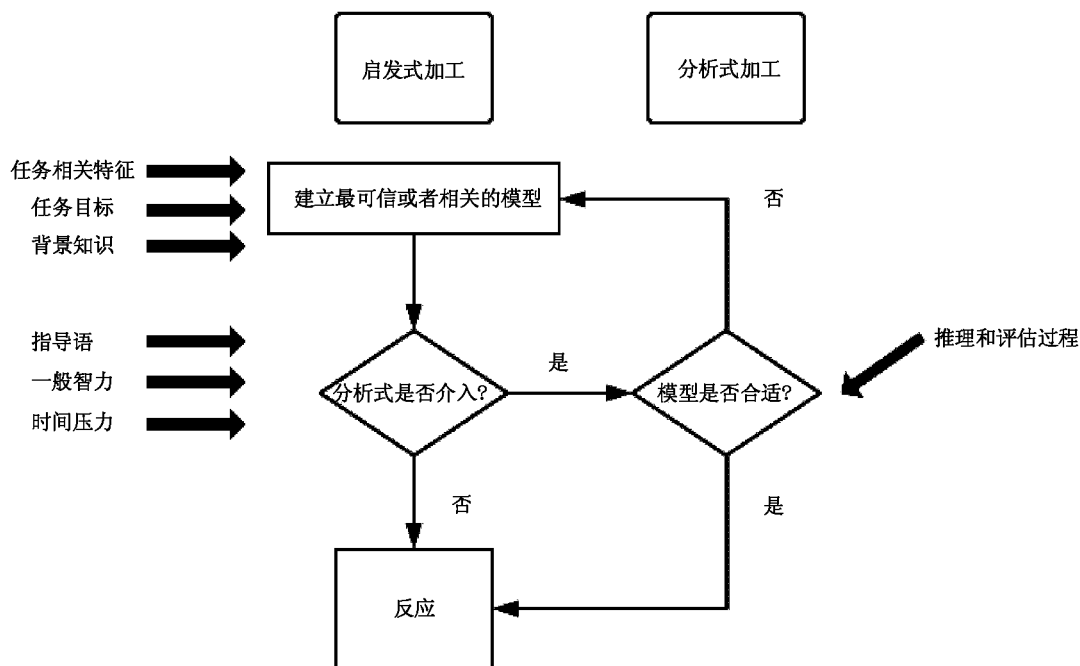 启发式加工
分析式加工
任务相关特征
任务目标
背景知识
建立最可信或者相关的模型
否
指导语
一般智力
时间压力
分析式是否介入?
是
模型是否合适?
推理和评估过程
否
是
反应